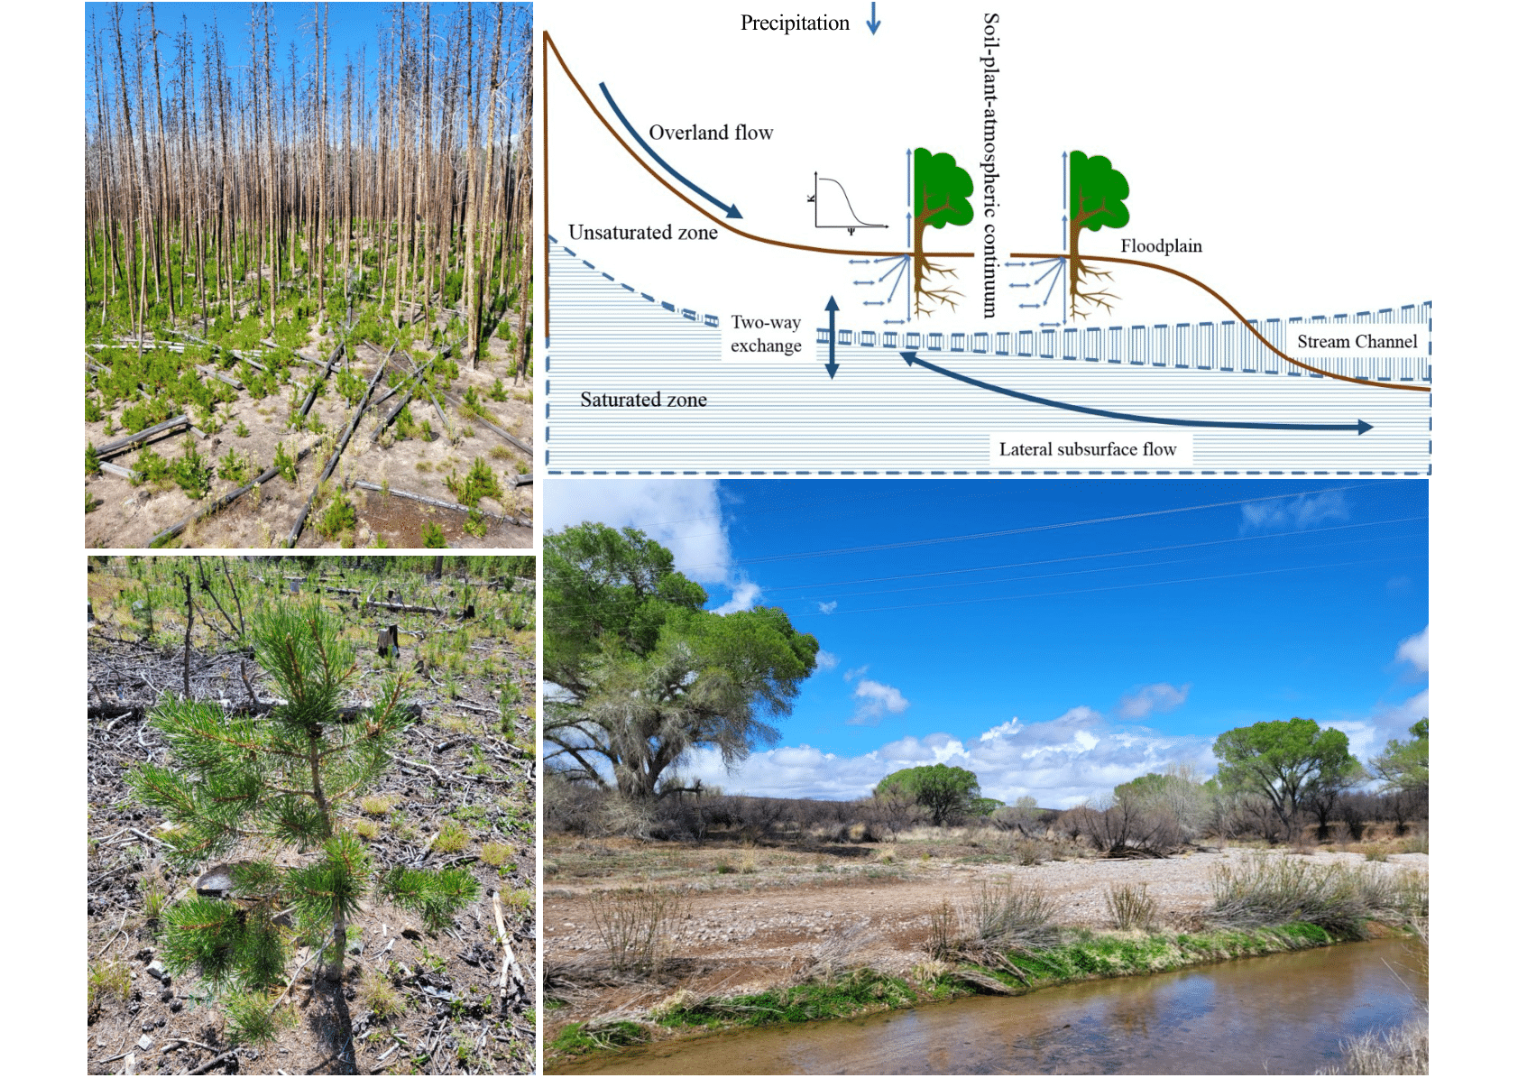 Precipitation
Soil-plant-atmospheric continuum
Overland flow
K
Ψ
Unsaturated zone
Floodplain
Two-way
exchange
Stream Channel
Saturated zone
Lateral subsurface flow